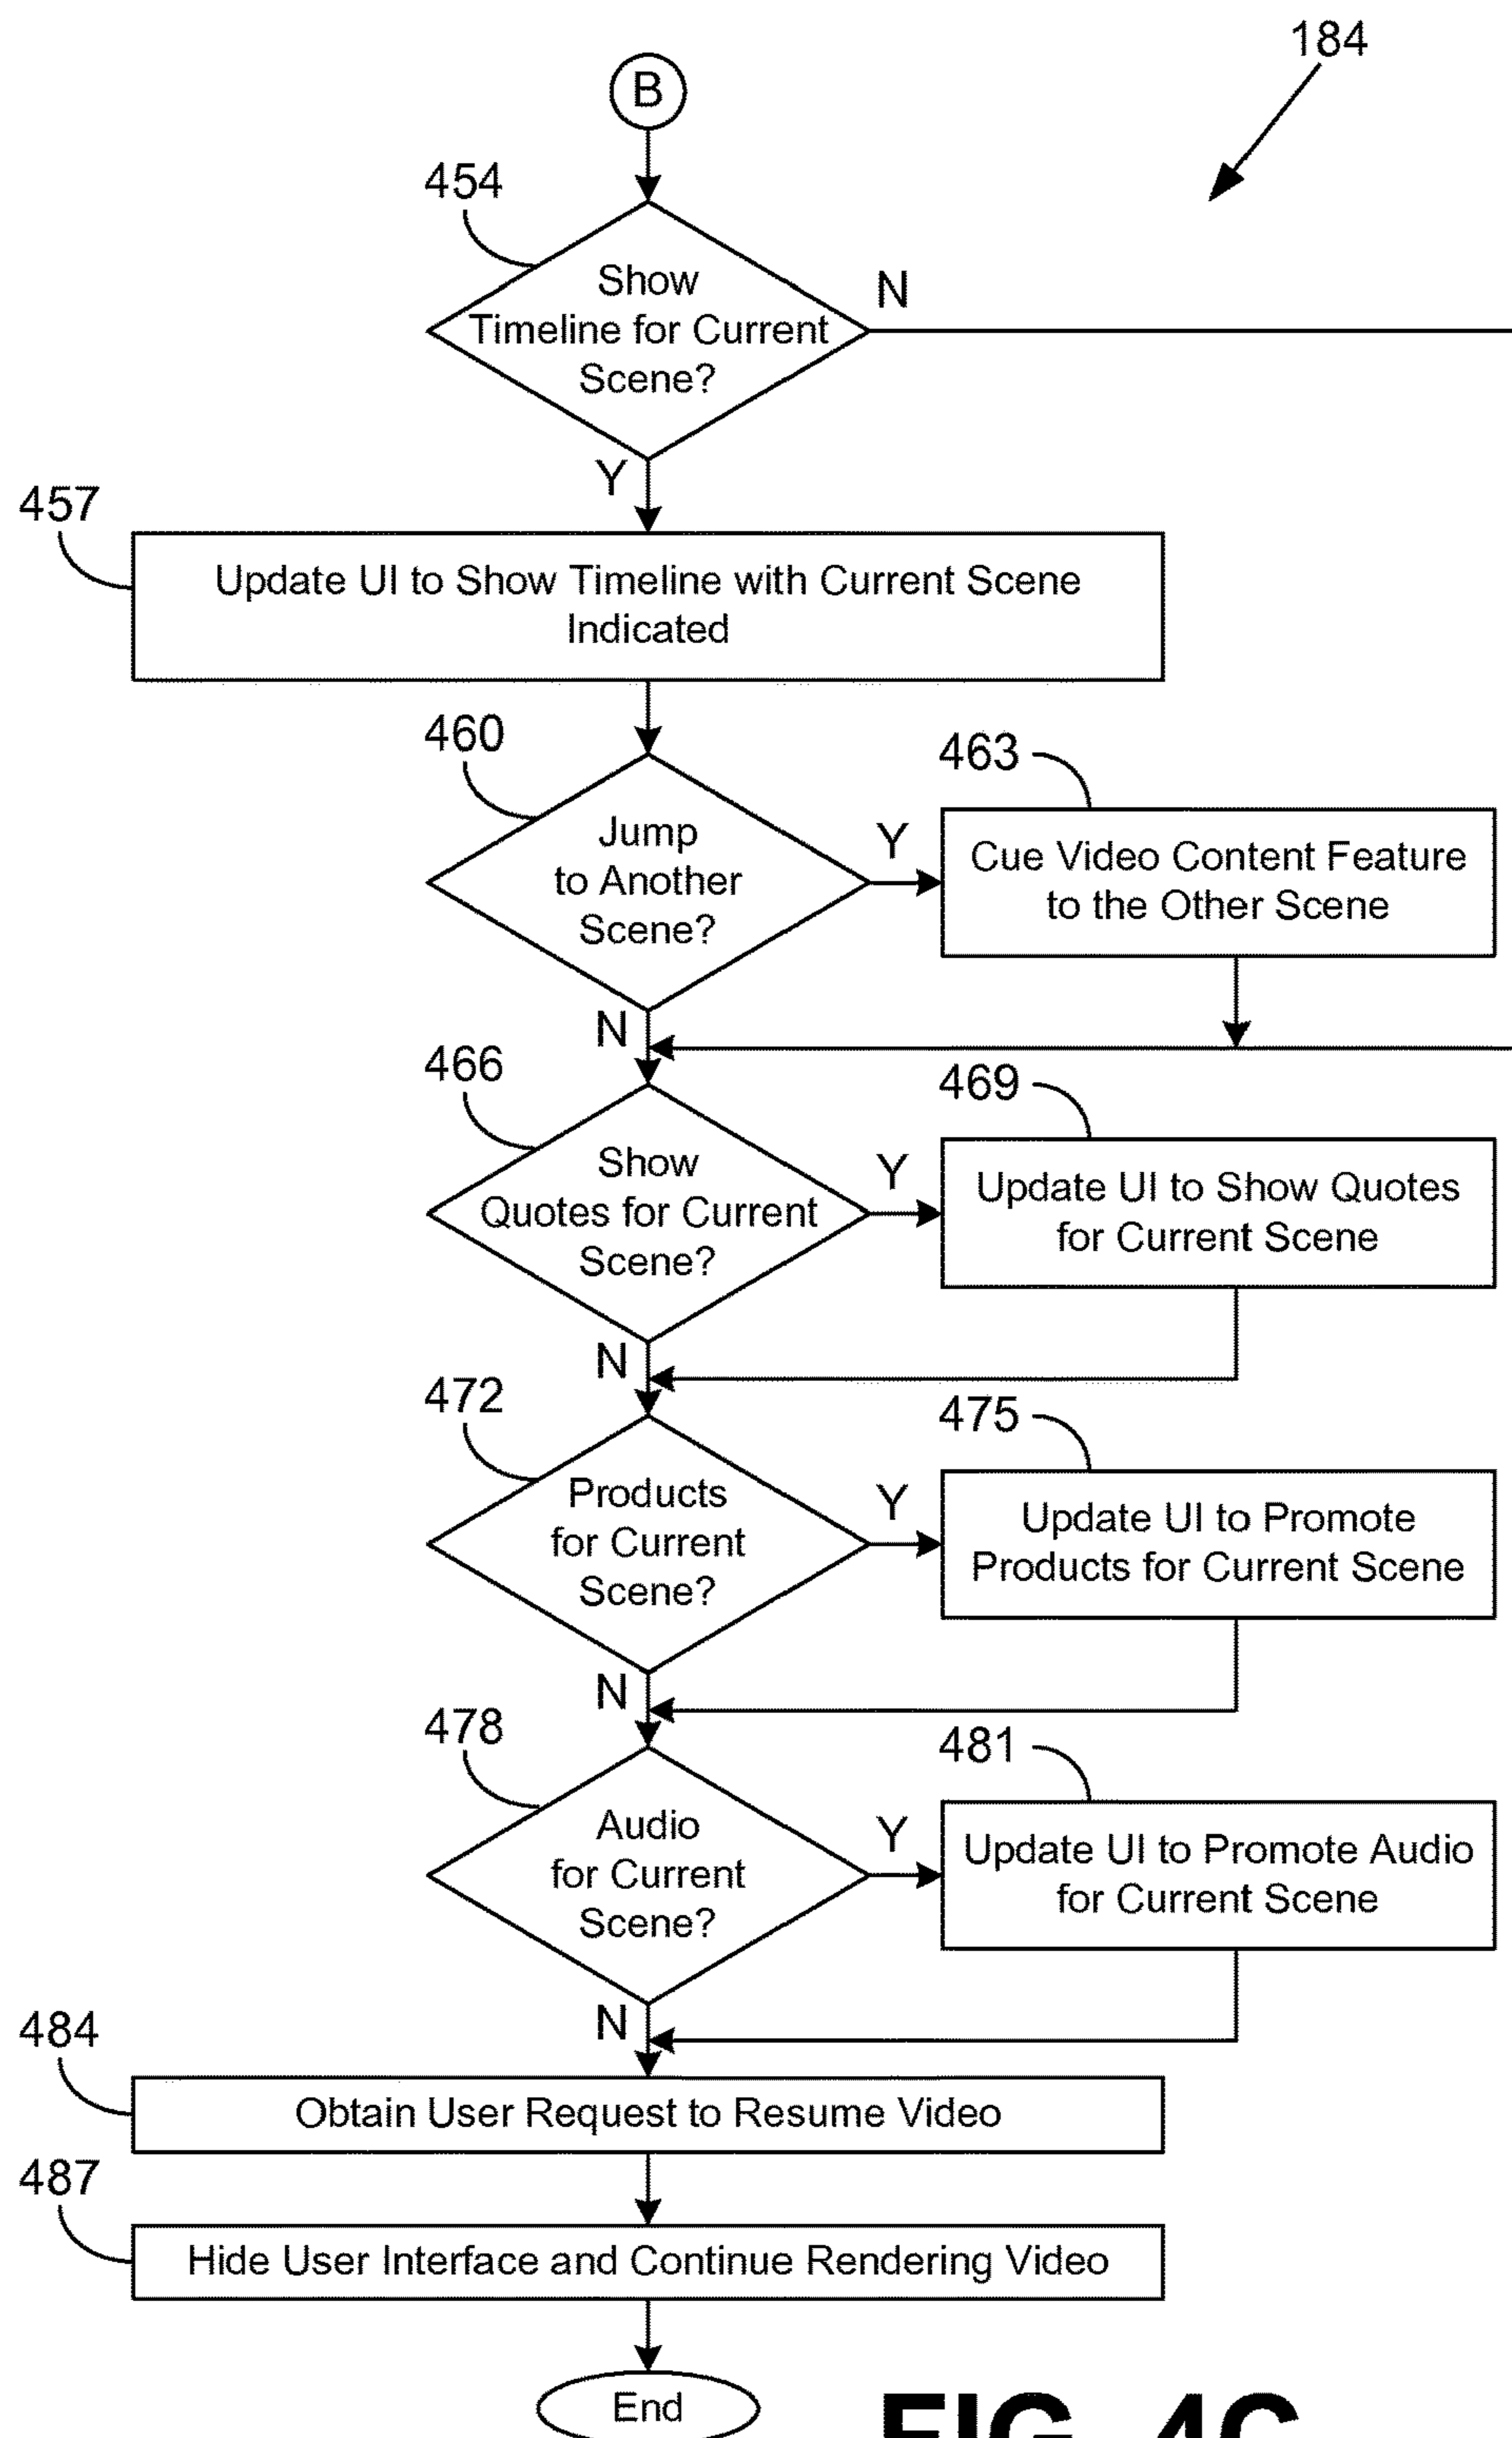 184
B
454
Show
Timeline for Current
Scene?
N
Y
457
Update UI to Show Timeline with Current Scene
Indicated
460
Jump
to Another
Scene?
Y
463
Cue Video Content Feature
to the Other Scene
N
466
Show
Quotes for Current
Scene?
Y
469
Update UI to Show Quotes
for Current Scene
N
472
Products
for Current
Scene?
Y
475
Update UI to Promote
Products for Current Scene
N
478
Audio
for Current
Scene?
Y
481
Update UI to Promote Audio
for Current Scene
N
484
Obtain User Request to Resume Video
487
Hide User Interface and Continue Rendering Video
End
FIG. 4C